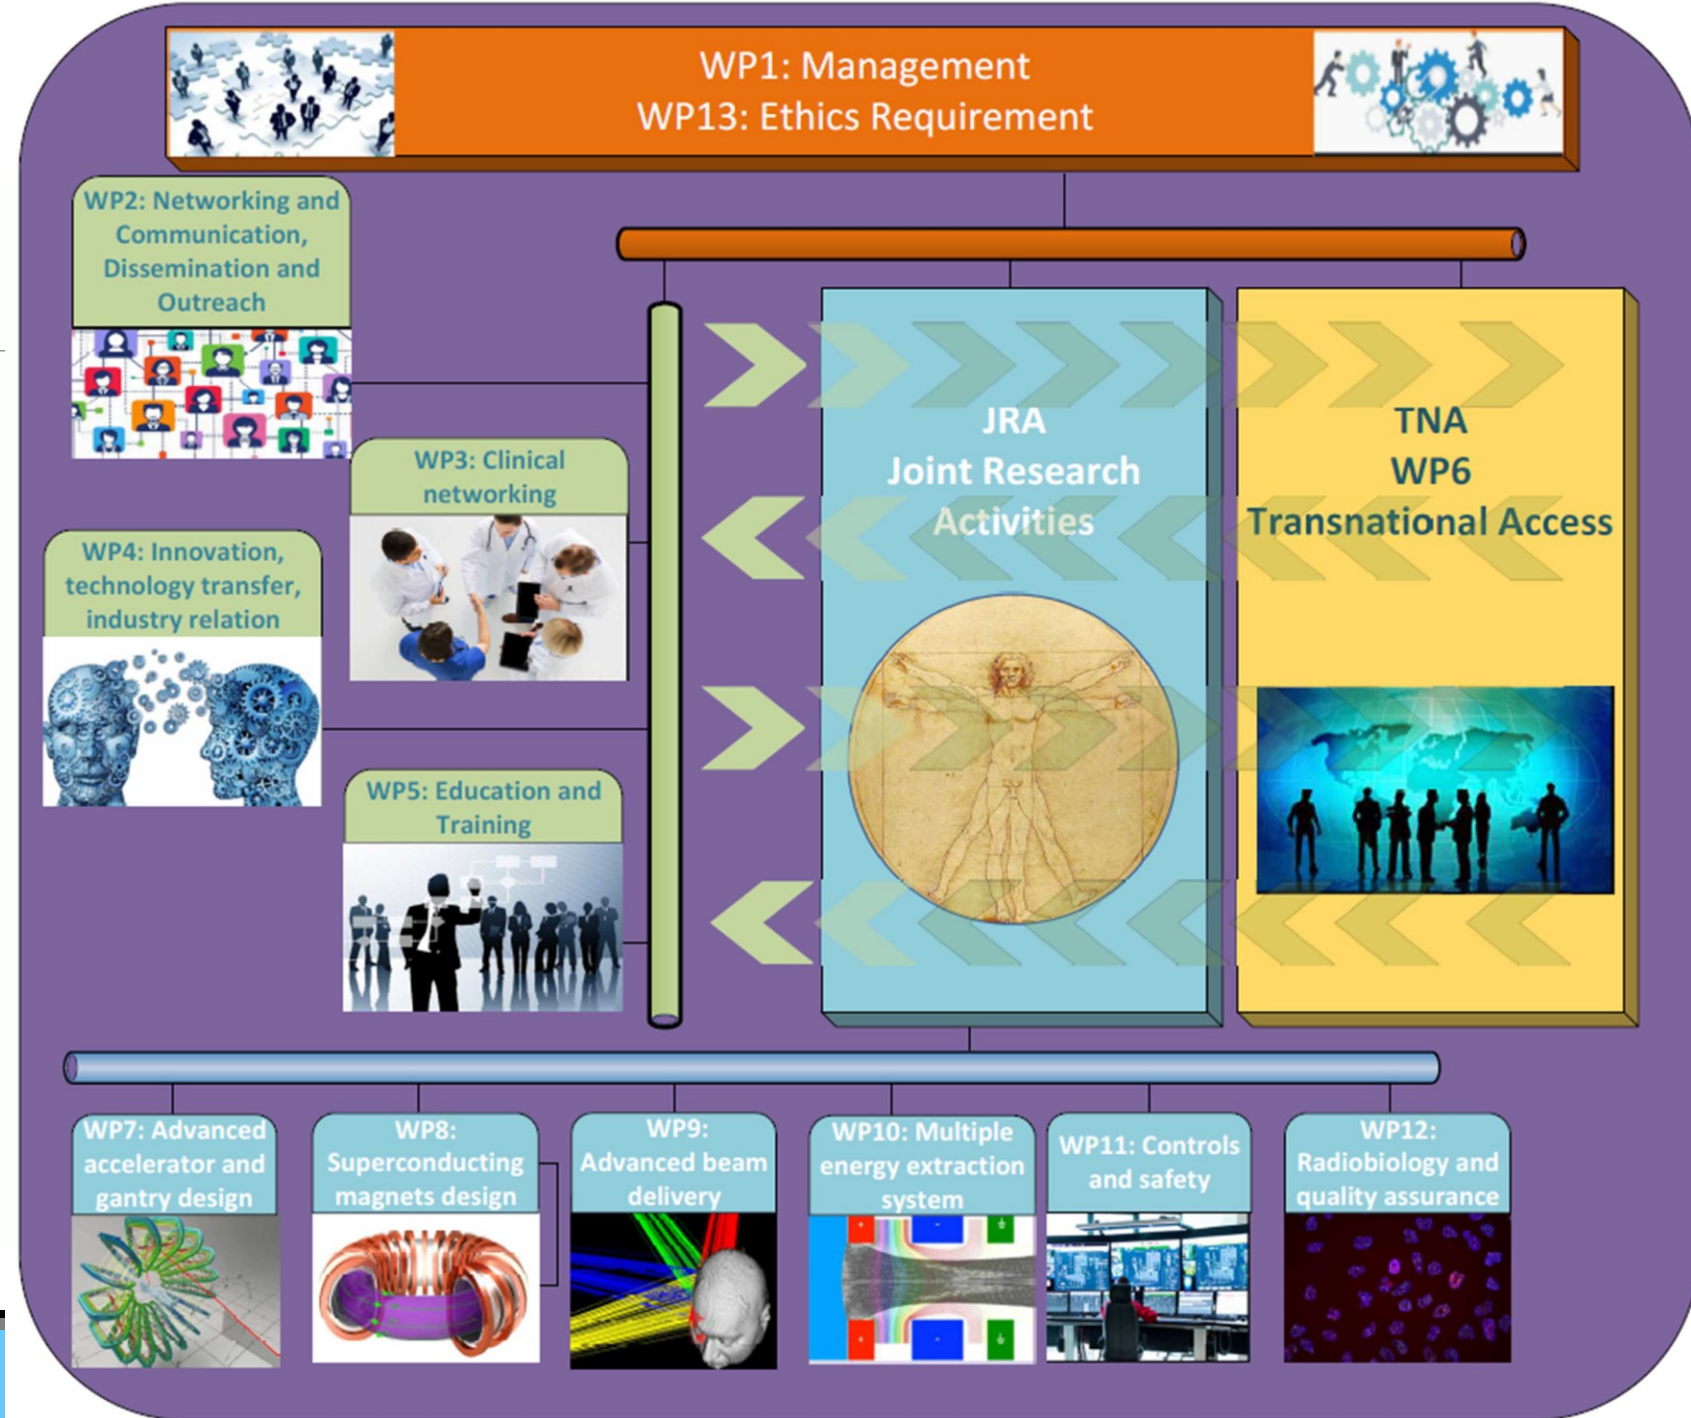 WP1: Management
WP13: Ethics Requirement
WP2: Networking and
Communication,
Dissemination and
Outreach
WP3: Clinical
networking
WP4: Innovation,
technology transfer,
industry relation
WP5: Education and
Training
JRA
Joint Research
Activities
TNA
WP6
Transnational Access
WP7: Advanced
accelerator and
gantry design
WP8:
Superconducting
magnets design
WP9:
Advanced beam
delivery
WP10: Multiple
energy extraction
system
WP11: Controls
and safety
WP12:
Radiobiology and
quality assurance